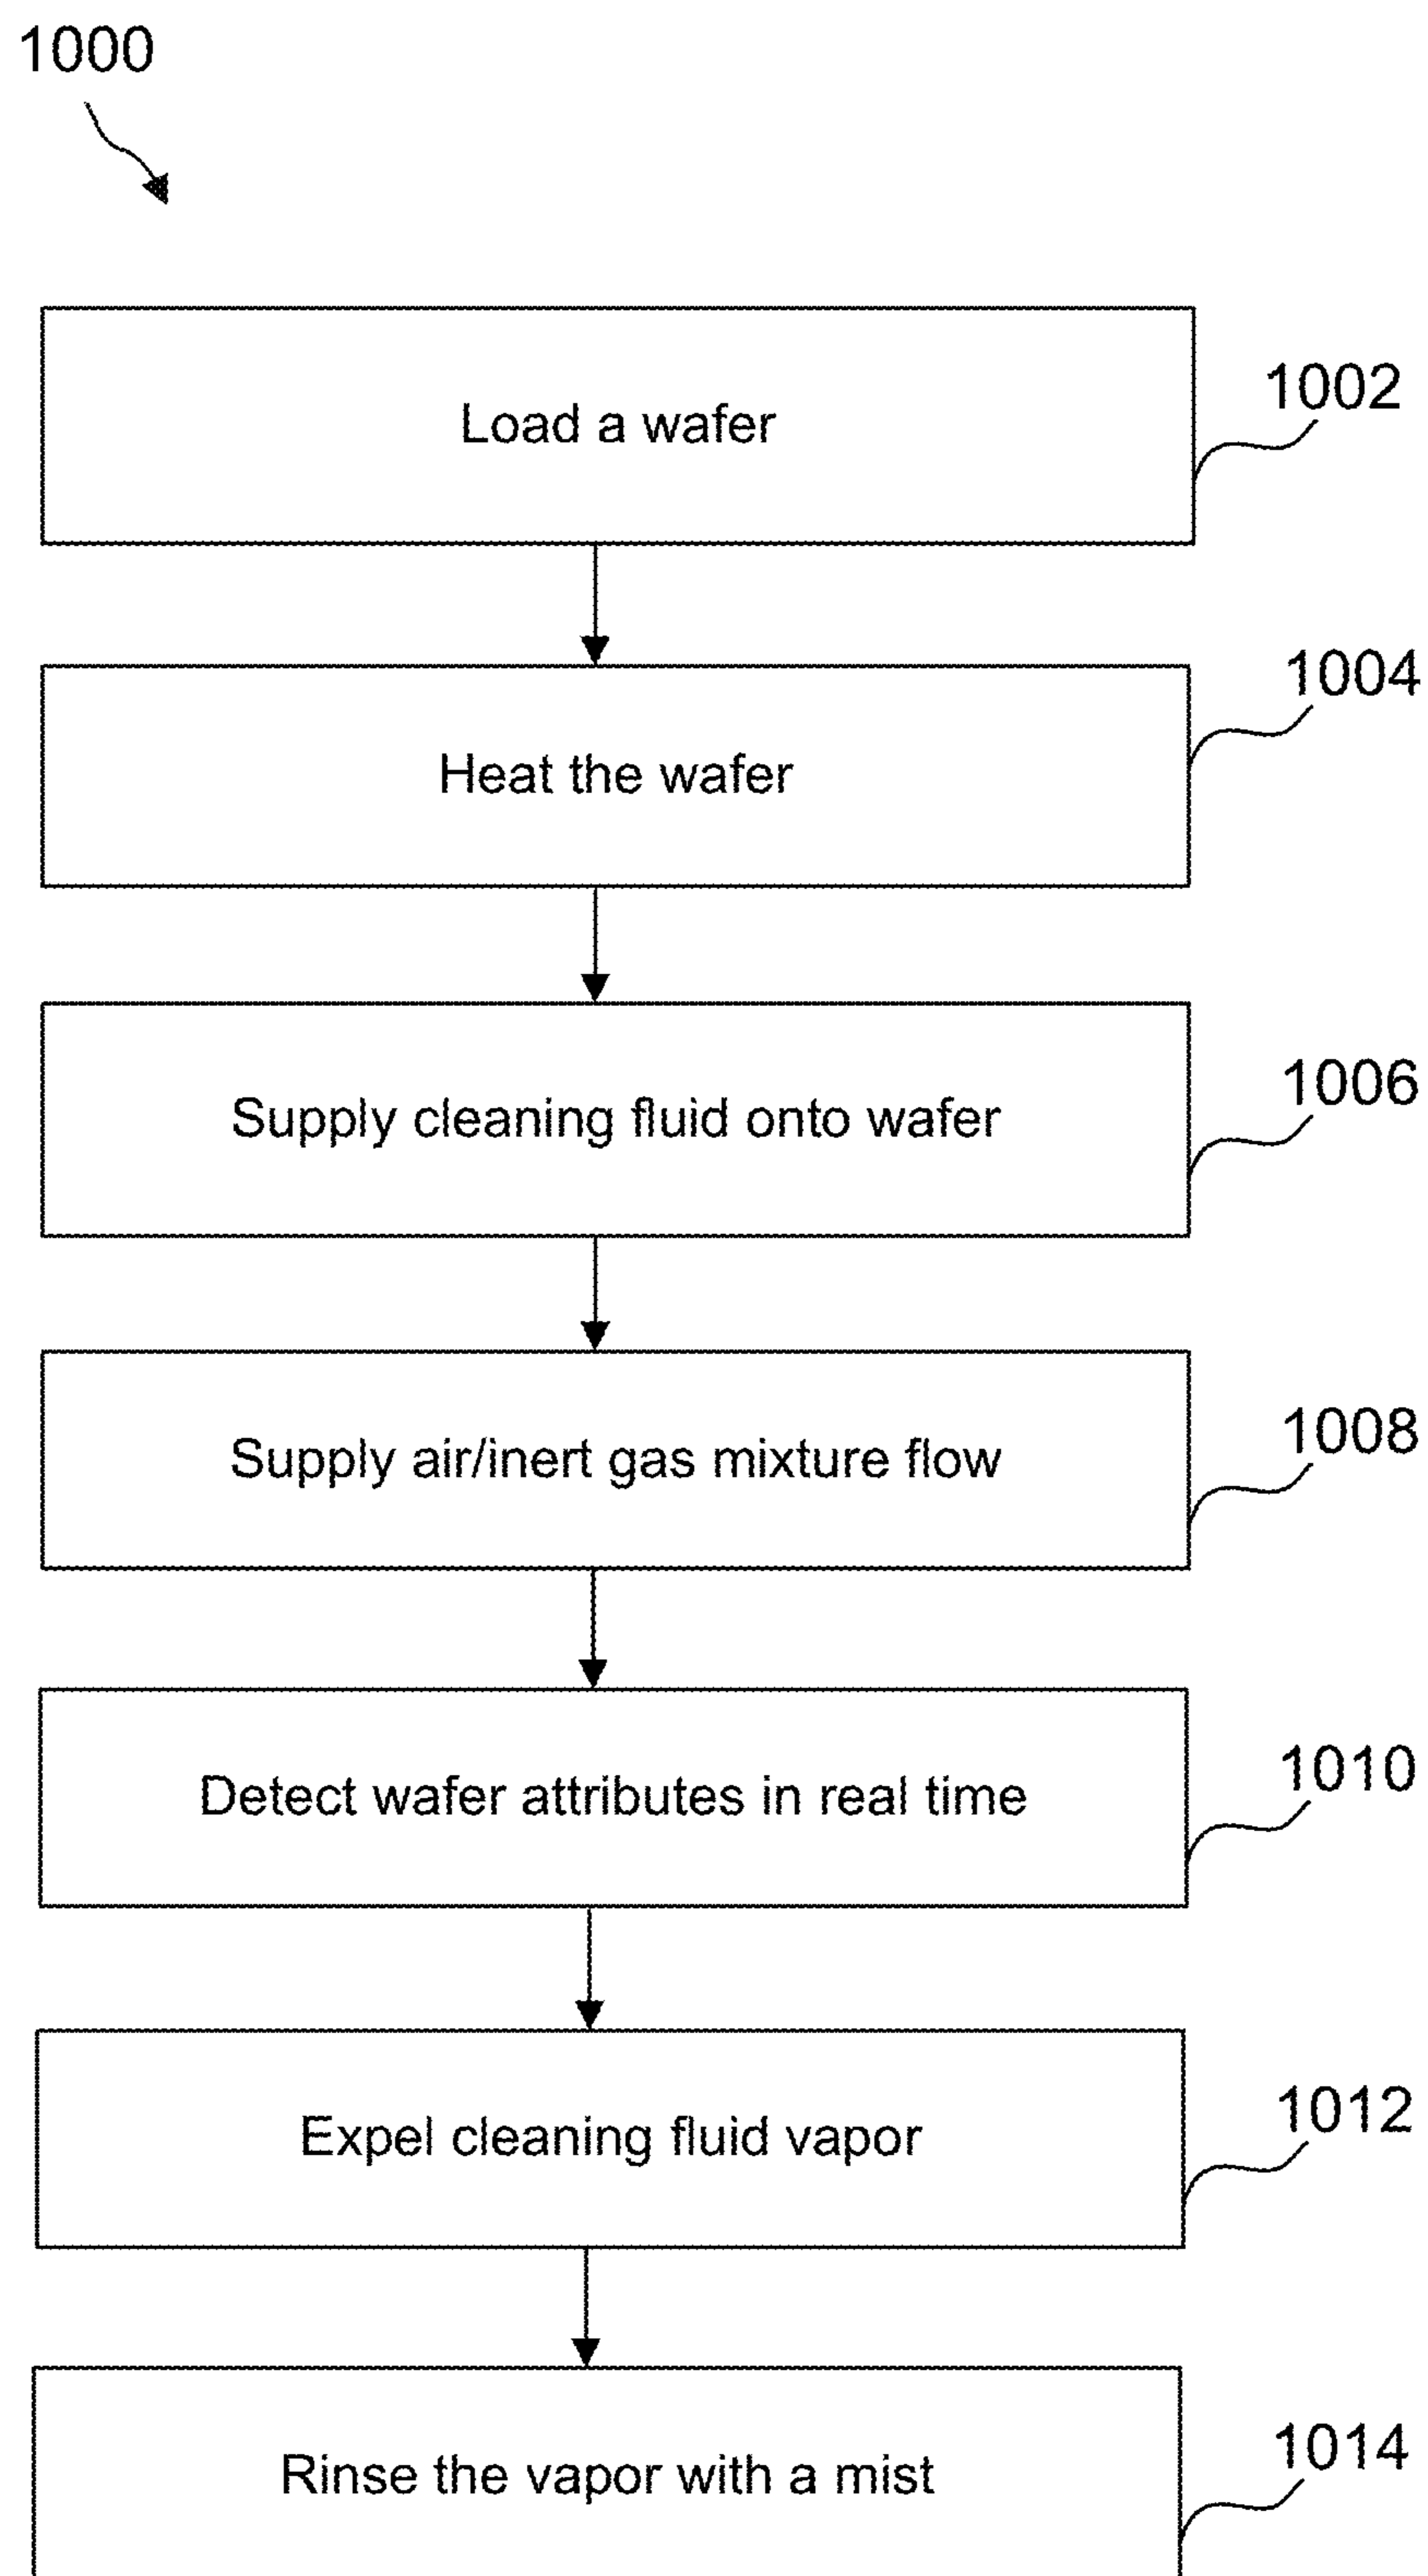 1000
Load a wafer
1002
Heat the wafer
1004
Supply cleaning fluid onto wafer
1006
Supply air/inert gas mixture flow
1008
Detect wafer attributes in real time
1010
Expel cleaning fluid vapor
1012
Rinse the vapor with a mist
1014